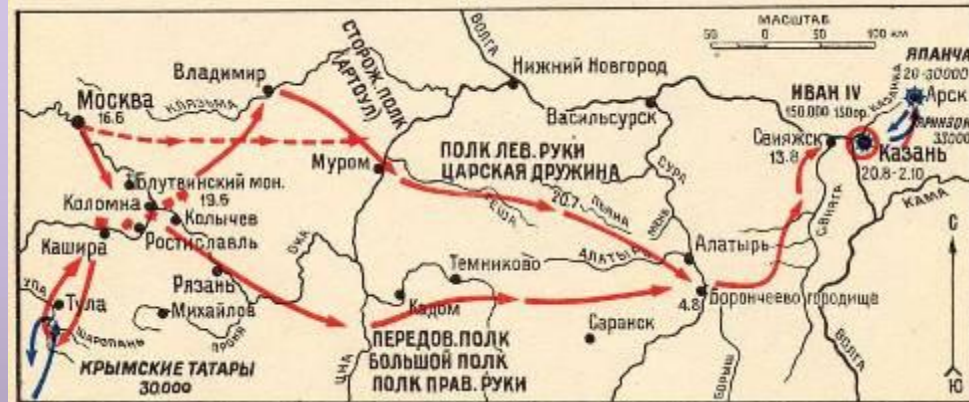 МАСШТАБ
50 0 50 100 км
ВОЛГА
СТОРОЖ. ПОЛК
(АРТОУЛ)
Нижний Новгород
ЯПАНЧА
20-30000
Владимир
КЛЯЗЬМА
Москва
16.6
Васильсурск
ИВАН IV
150.000 150ор.
КАЗАНКА
Арск
33000
Свияжск
13.8
Казань
20.8-2.10
Муром
ПОЛК ЛЕВ. РУКИ
ЦАРСКАЯ ДРУЖИНА
СУРА
Блутвинский мон.
19.6
Коломна
Колычев
ТЕША
20.7
ПЬЯНА
МЕНЯ
СВИЯГА
КАМА
С
Кашира
Ростиславль
ОКА
АЛАТЫРЬ
Алатырь
Темниково
Рязань
УПА
Тула
Михайлов
Кадом
4.8
Борончеево городище
Саранск
ШАРОПАНЬ
ПРОНЯ
ПЕРЕДОВ. ПОЛК
БОЛЬШОЙ ПОЛК
ПОЛК ПРАВ. РУКИ
КРЫМСКИЕ ТАТАРЫ
30.000
ЦНА
БОРЫШ
ВОЛГА
Ю